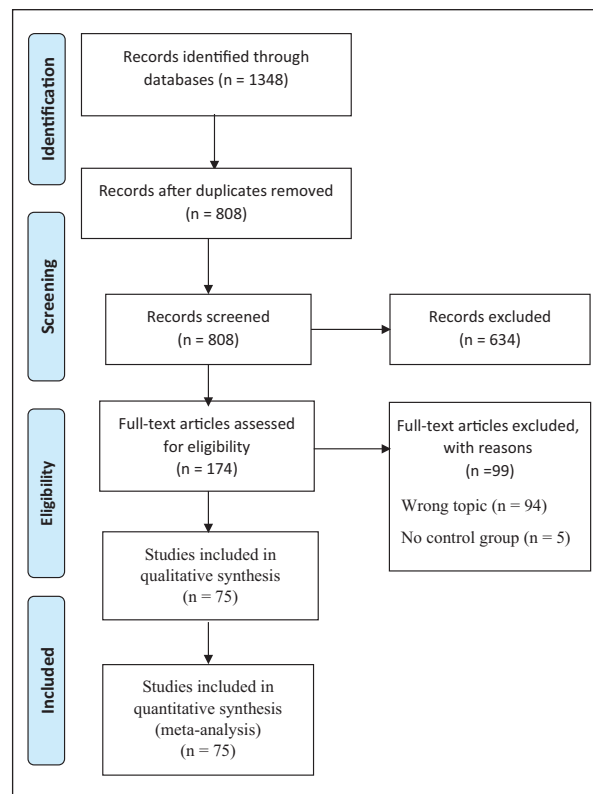 Identification
Records identified through
databases (n = 1348)
Records after duplicates removed
(n = 808)
Screening
Records screened
(n = 808)
Records excluded
(n = 634)
Eligibility
Full-text articles assessed
for eligibility
(n = 174)
Full-text articles excluded,
with reasons
(n =99)
Wrong topic (n = 94)
No control group (n = 5)
Studies included in
qualitative synthesis
(n = 75)
Included
Studies included in
quantitative synthesis
(meta-analysis)
(n = 75)